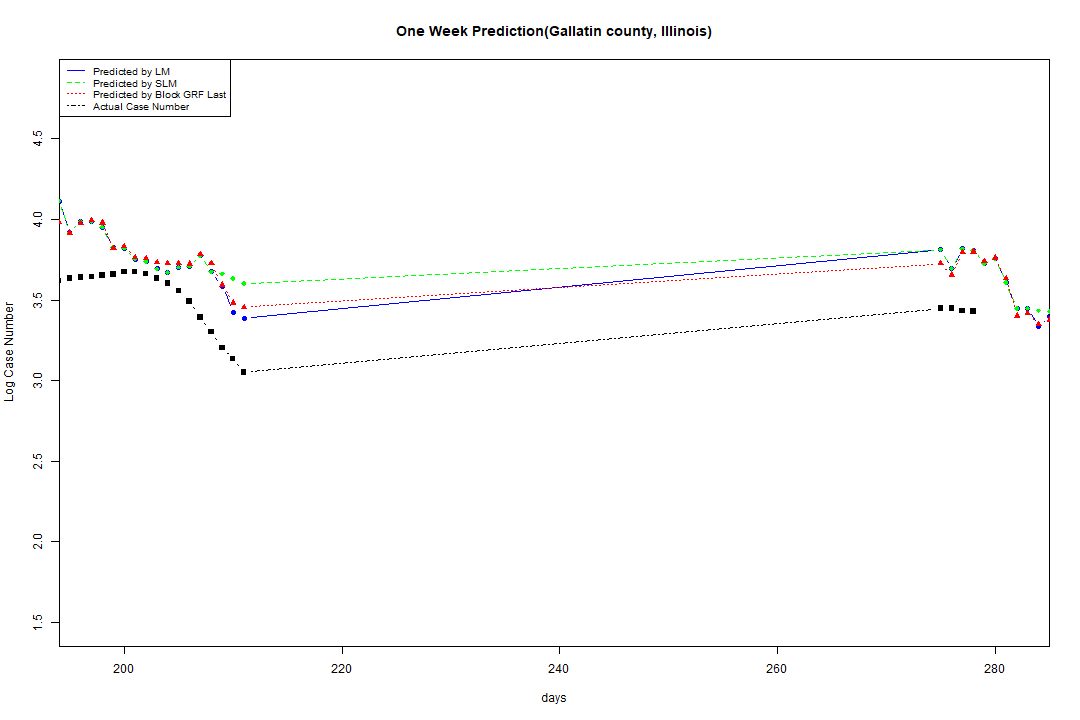 One Week Prediction(Gallatin county, Illinois)
Predicted by LM
Predicted by SLM
Predicted by Block GRF Last
Actual Case Number
4.5
4.0
3.5
3.0
2.5
2.0
1.5
Log Case Number
200 220 240 260 280
days